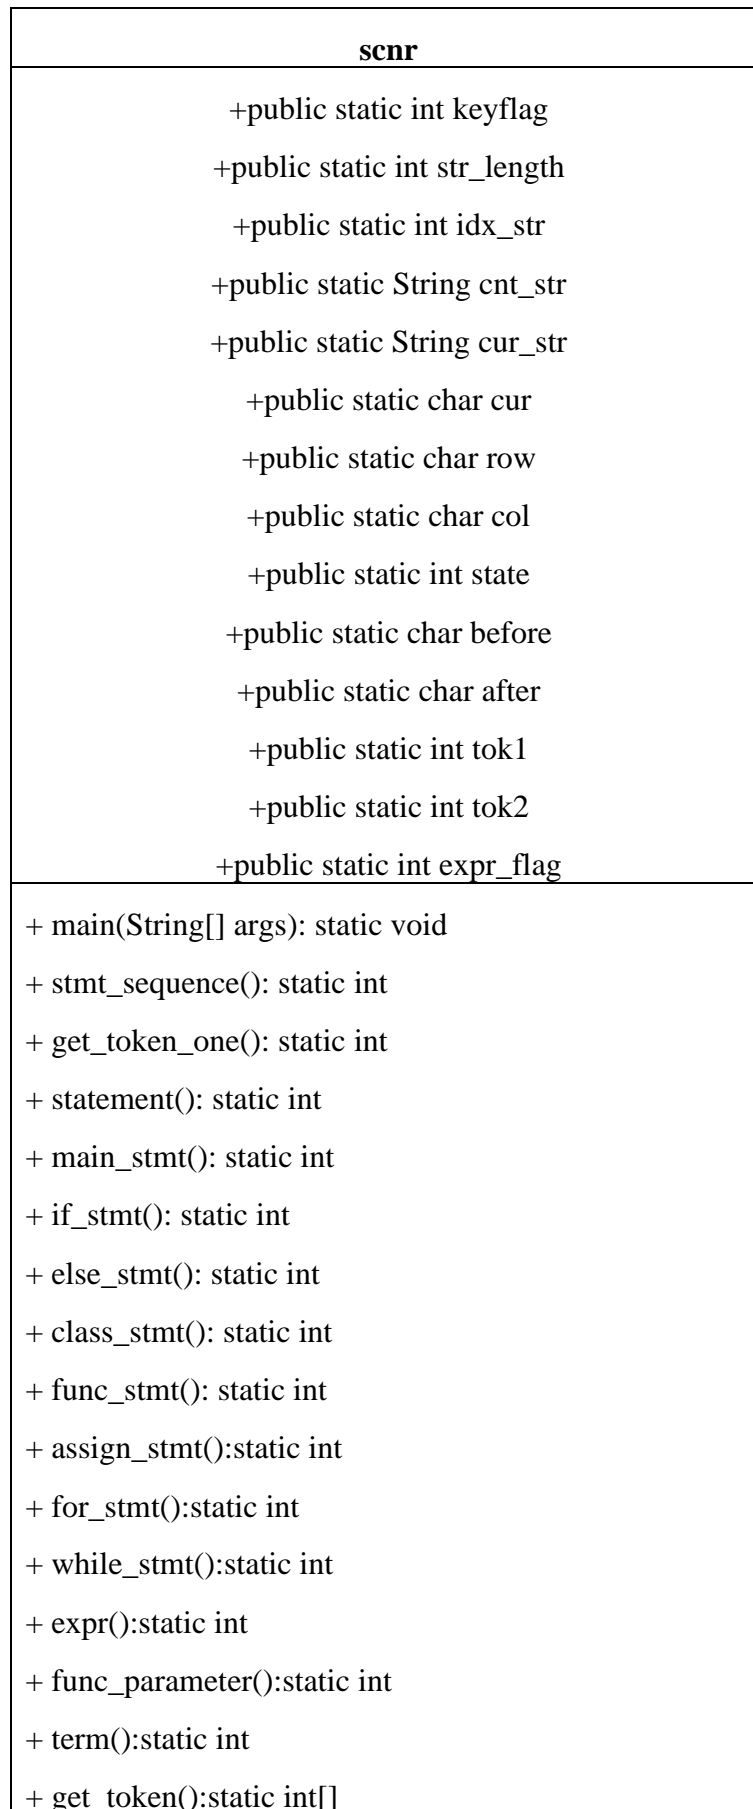 scnr
+public static int keyflag
+public static int str_length
+public static int idx_str
+public static String cnt_str
+public static String cur_str
+public static char cur
+public static char row
+public static char col
+public static int state
+public static char before
+public static char after
+public static int tok1
+public static int tok2
+public static int expr_flag
+ main(String[] args): static void
+ stmt_sequence(): static int
+ get_token_one(): static int
+ statement(): static int
+ main_stmt(): static int
+ if_stmt(): static int
+ else_stmt(): static int
+ class_stmt(): static int
+ func_stmt(): static int
+ assign_stmt():static int
+ for_stmt():static int
+ while_stmt():static int
+ expr():static int
+ func_parameter():static int
+ term():static int
+ get_token():static int[]